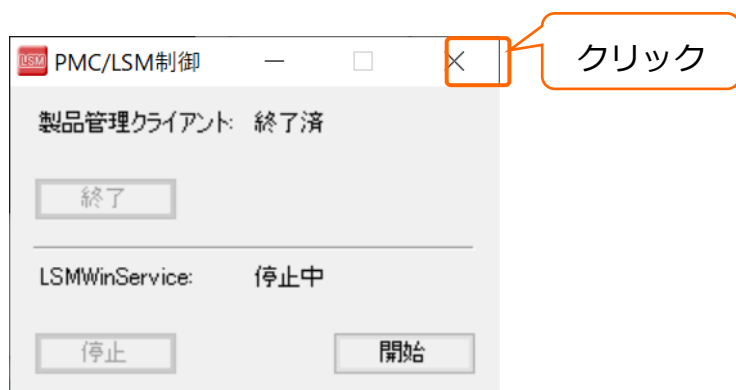 LSM PMC/LSM制御
クリック
製品管理クライアント: 終了済
終了
LSMWinService: 停止中
停止 開始